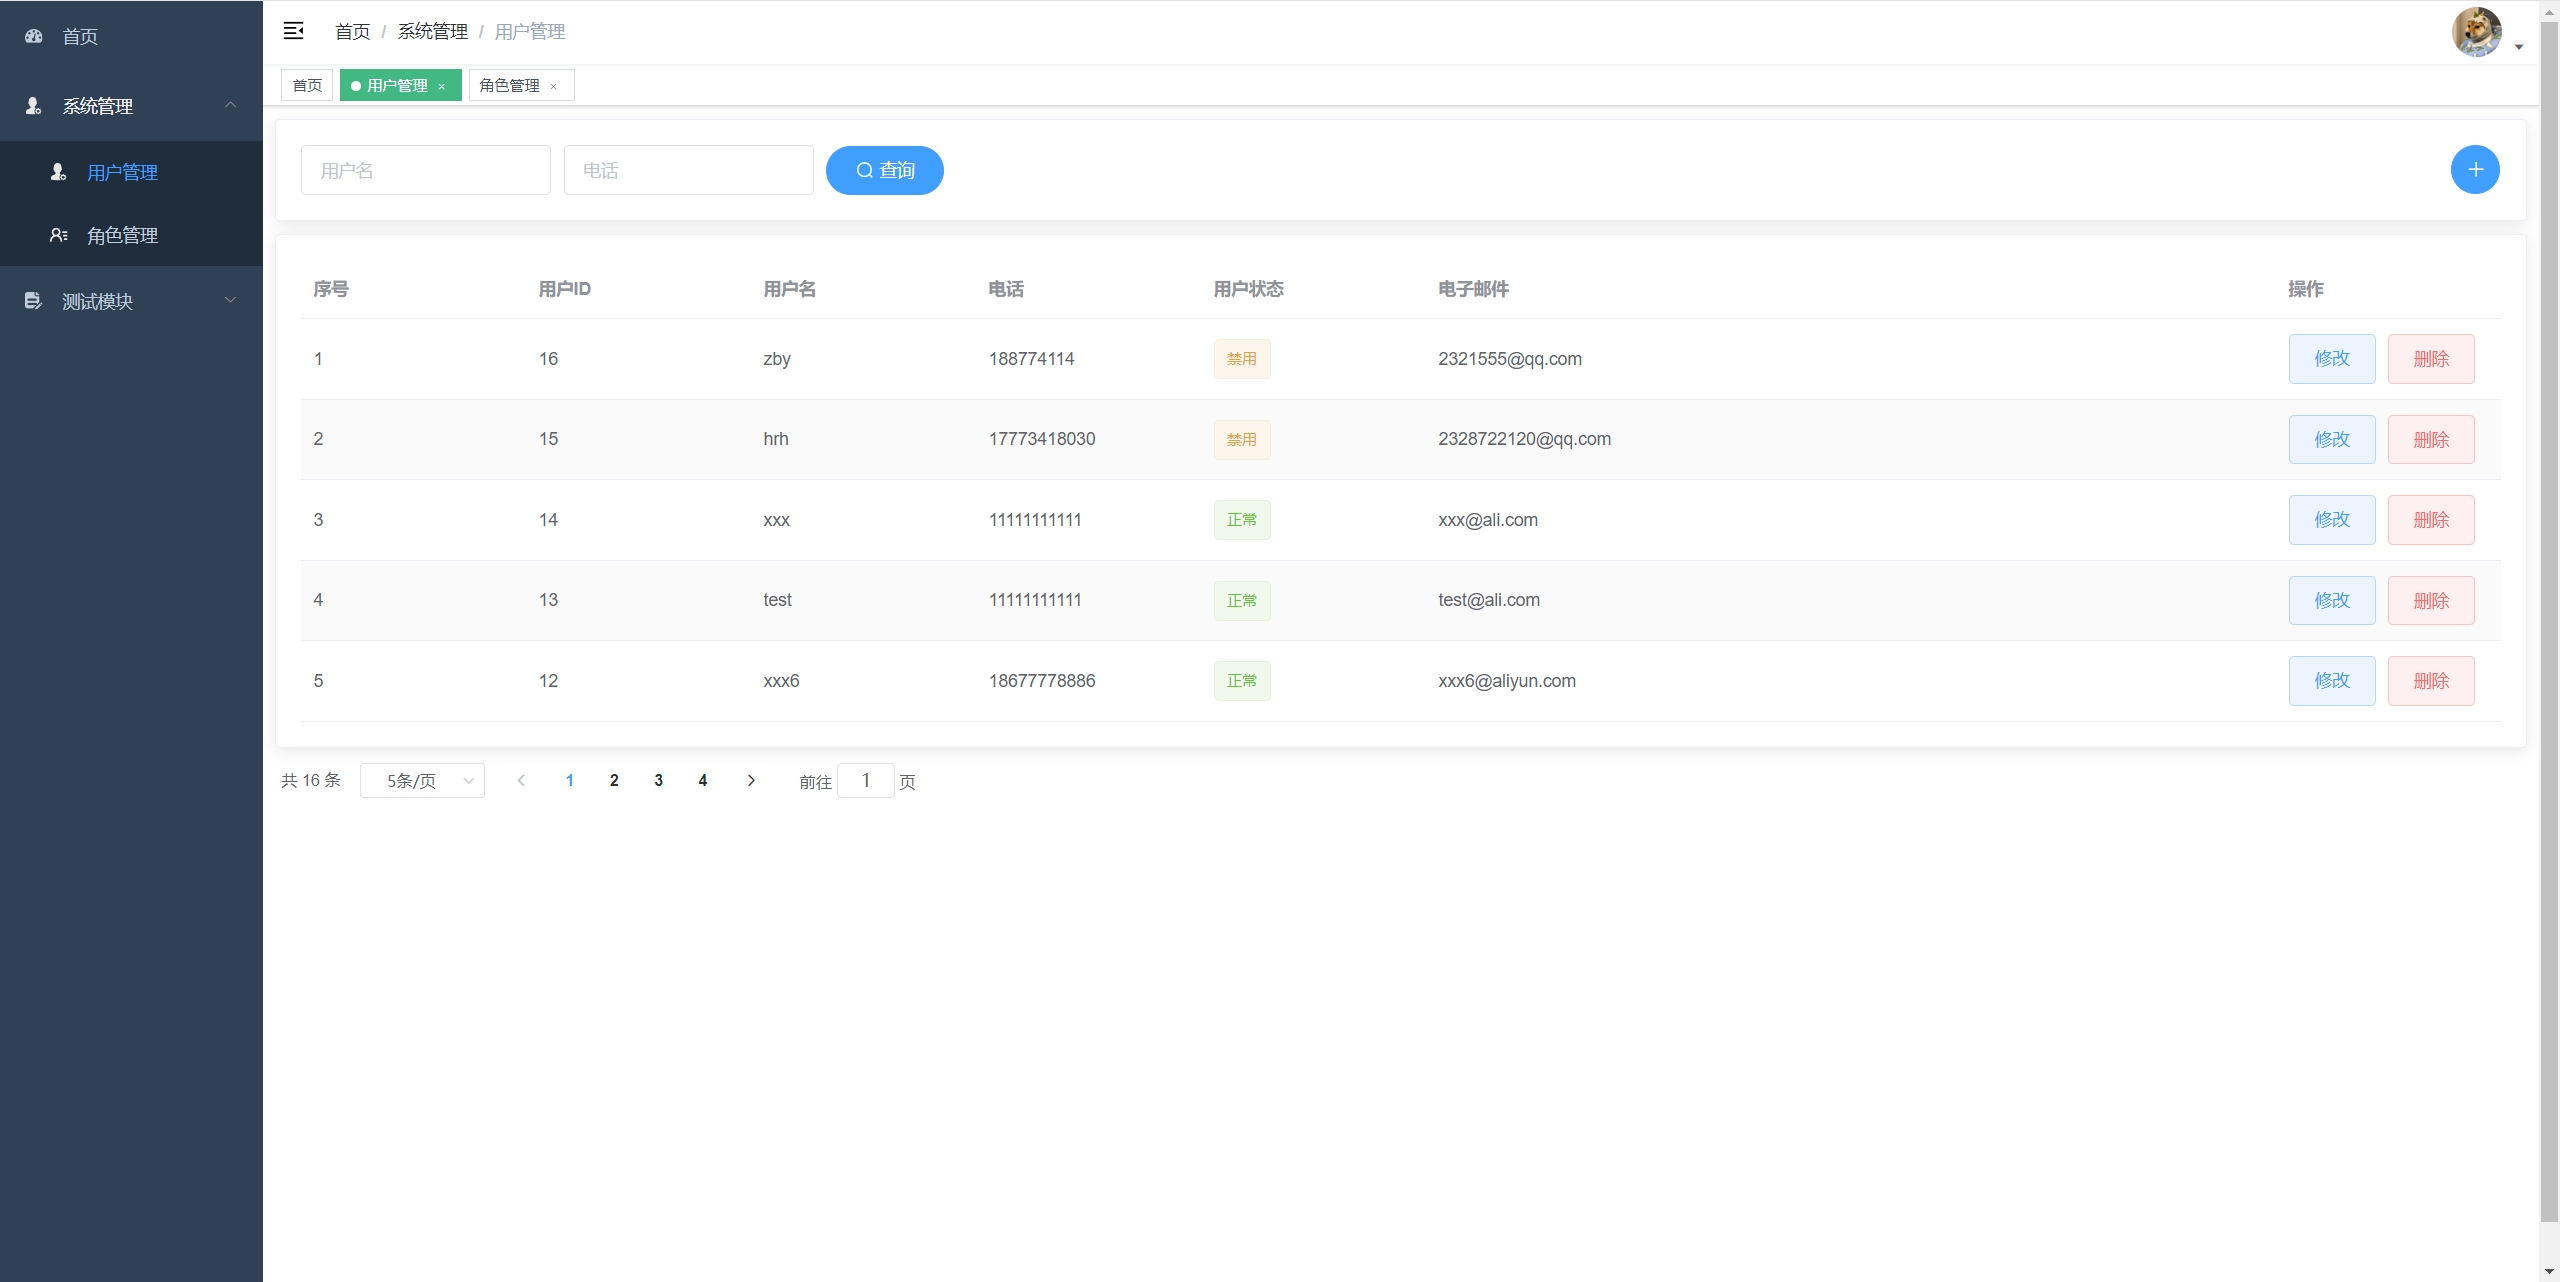 首页
系统管理
用户管理
角色管理
测试模块
首页 / 系统管理 / 用户管理
首页 用户管理 × 角色管理 ×
用户名 电话 查询
序号 用户ID 用户名 电话 用户状态 电子邮件 操作
1 16 zby 188774114 禁用 2321555@qq.com 修改 删除
2 15 hrh 17773418030 禁用 2328722120@qq.com 修改 删除
3 14 xxx 11111111111 正常 xxx@ali.com 修改 删除
4 13 test 11111111111 正常 test@ali.com 修改 删除
5 12 xxx6 18677778886 正常 xxx6@aliyun.com 修改 删除
共 16 条 5条/页 1 2 3 4 前往 1 页